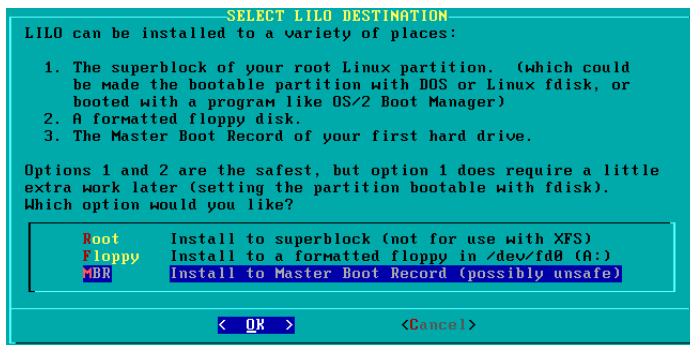 SELECT LILO DESTINATION
LILO can be installed to a variety of places:
1. The superblock of your root Linux partition. (which could
be made the bootable partition with DOS or Linux fdisk, or
booted with a program like OS/2 Boot Manager)
2. A formatted floppy disk.
3. The Master Boot Record of your first hard drive.
Options 1 and 2 are the safest, but option 1 does require a little
extra work later (setting the partition bootable with fdisk).
Which option would you like?
Root Install to superblock (not for use with XFS)
Floppy Install to a formatted floppy in /dev/fd0 (A:)
MBR Install to Master Boot Record (possibly unsafe)
< OK > <Cancel>